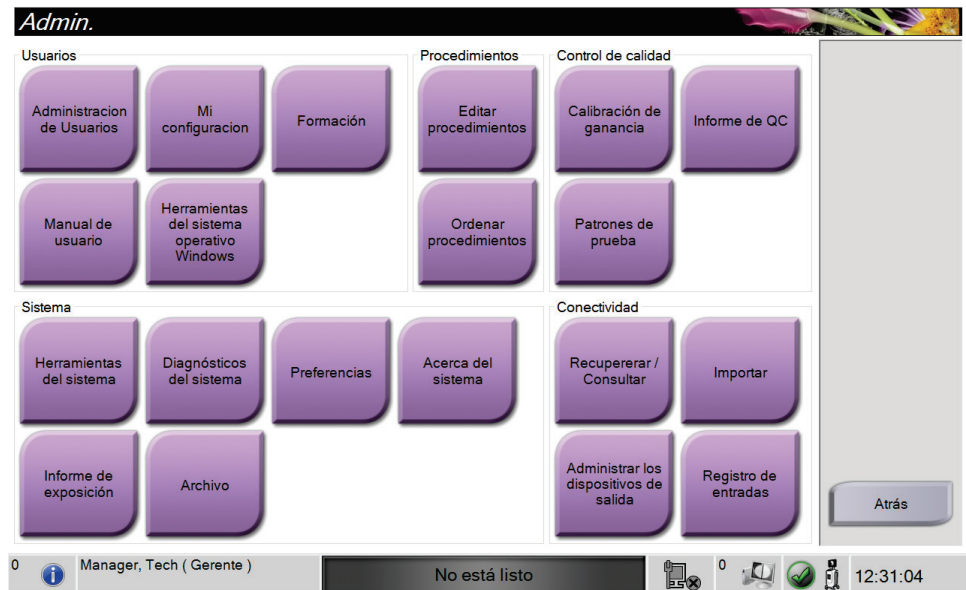 Admin.
Usuarios
Administracion
de Usuarios
Mi
configuracion
Formación
Manual de
usuario
Herramientas
del sistema
operativo
Windows
Procedimientos
Editar
procedimientos
Ordenar
procedimientos
Control de calidad
Calibración de
ganancia
Informe de QC
Patrones de
prueba
Sistema
Herramientas
del sistema
Diagnósticos
del sistema
Preferencias
Acerca del
sistema
Informe de
exposición
Archivo
Conectividad
Recupererar /
Consultar
Importar
Administrar los
dispositivos de
salida
Registro de
entradas
Atrás
0
Manager, Tech ( Gerente )
No está listo
0
12:31:04